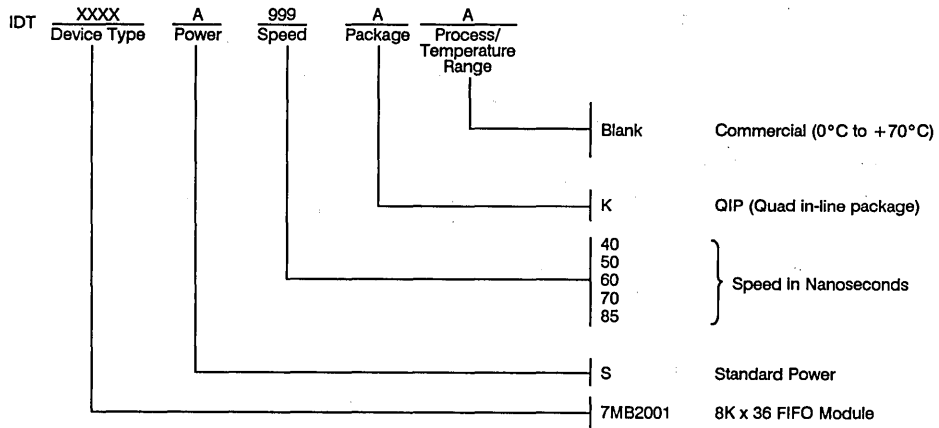 IDT XXXX A 999 A A
Device Type Power Speed Package Process/
Temperature
Range
Blank Commercial (0°C to +70°C)
K QIP (Quad in-line package)
40
50
60 Speed in Nanoseconds
70
85
S Standard Power
7MB2001 8K x 36 FIFO Module